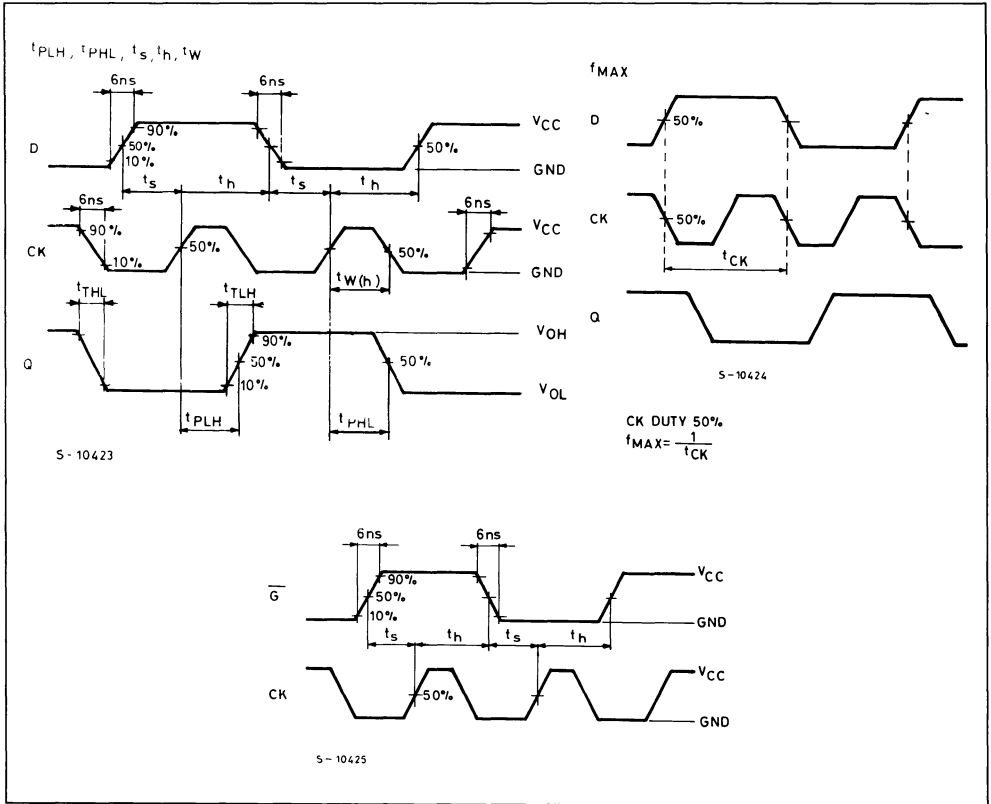 tPLH, tPHL, ts, th, tW
6ns 6ns
D 90% 50% 10% 50% VCC GND
ts th ts th
6ns 6ns
CK 90% 10% 50% 50% VCC GND
tW(h)
tTHL tTLH
Q 90% 50% 10% 50% VOH VOL
tPLH tPHL
S-10423
fMAX
D 50%
CK 50%
tCK
Q
S-10424
CK DUTY 50%
fMAX= 1
tCK
6ns 6ns
G 90% 50% 10% VCC GND
ts th ts th
CK 50% VCC GND
S-10425